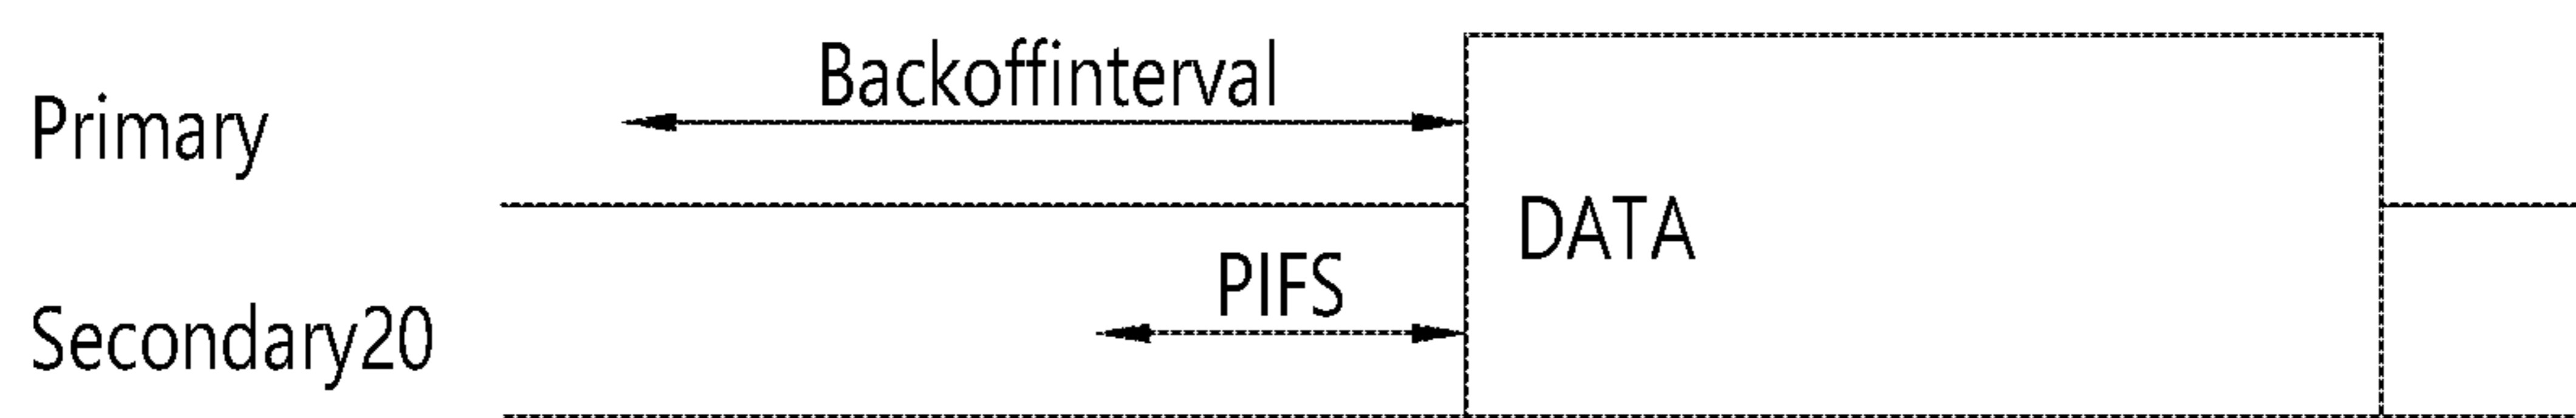 Backoffinterval
Primary
DATA
PIFS
Secondary20